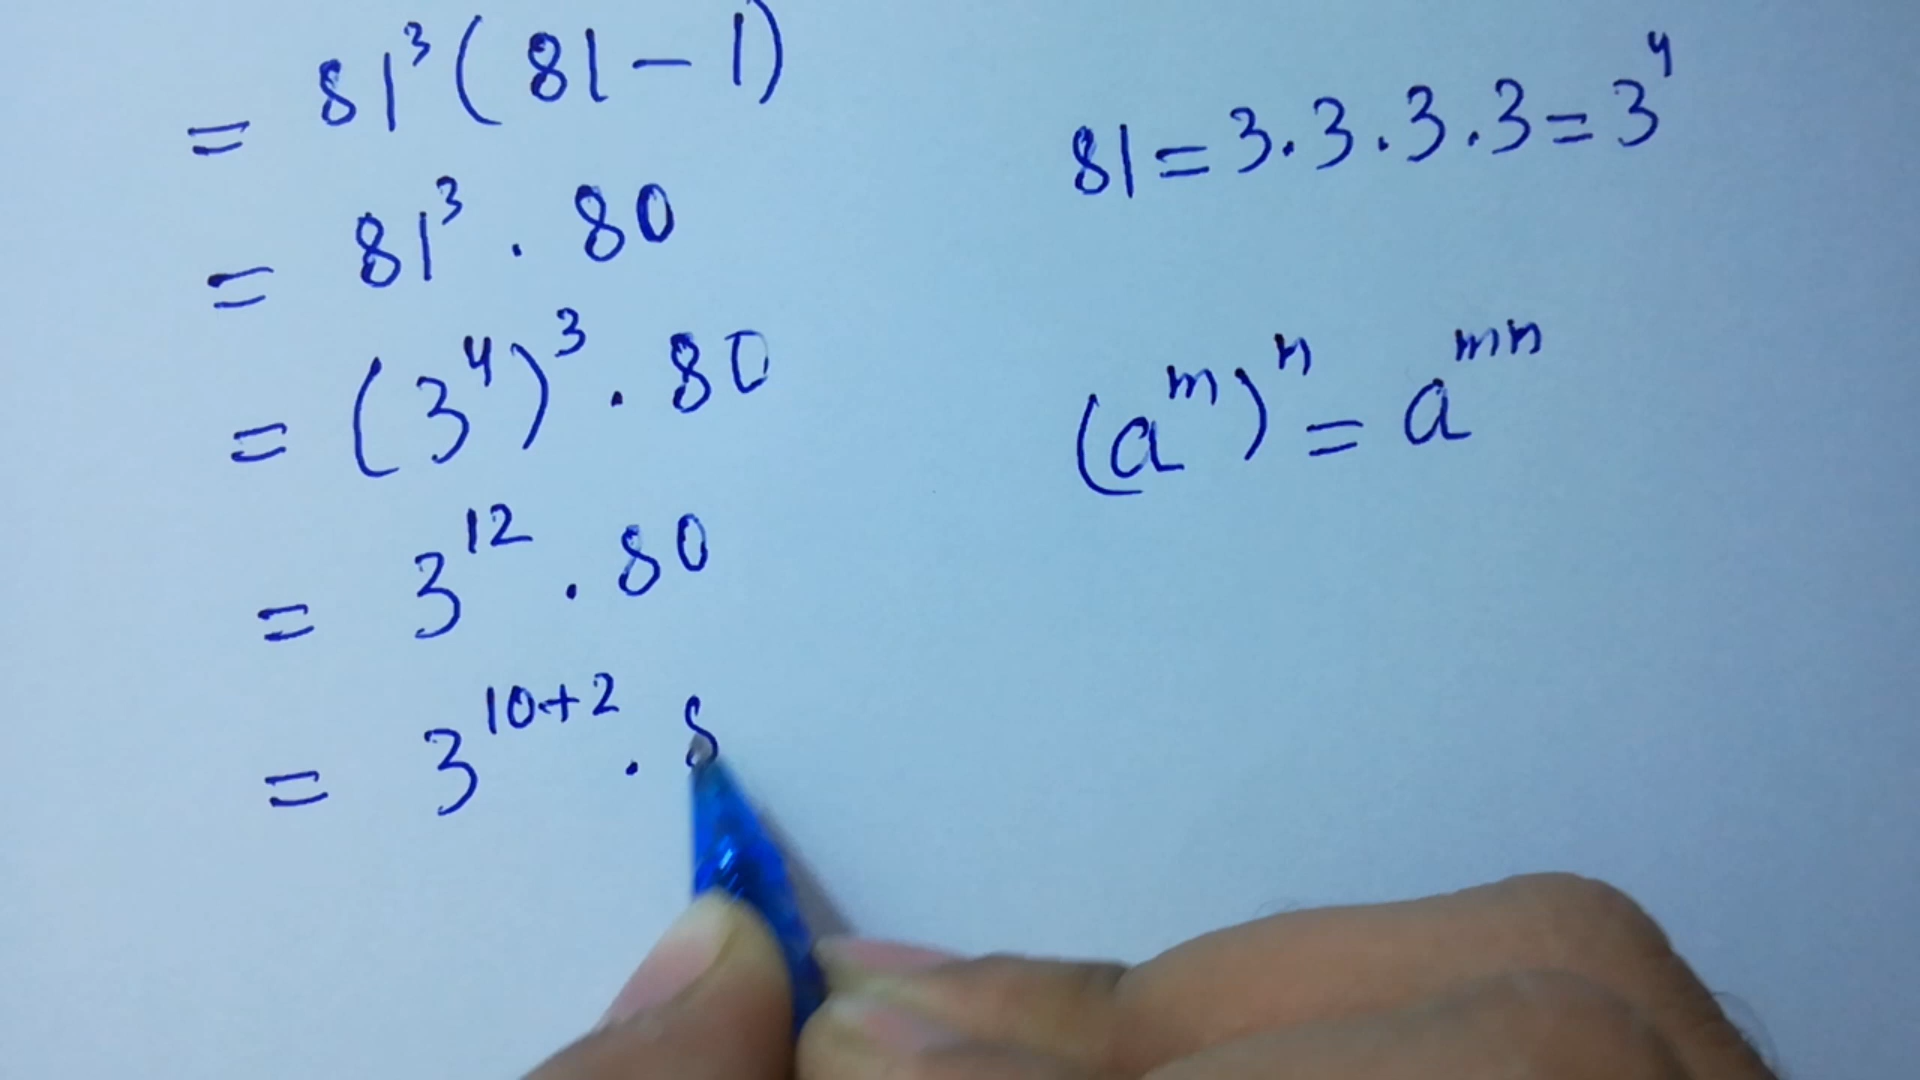 = 81³ ( 81 - 1 )
= 81³ . 80
= (3⁴)³ . 80
= 3¹² . 80
= 3¹⁰⁺² . 8
81 = 3 . 3 . 3 . 3 = 3⁴
(aᵐ)ⁿ = aᵐⁿ